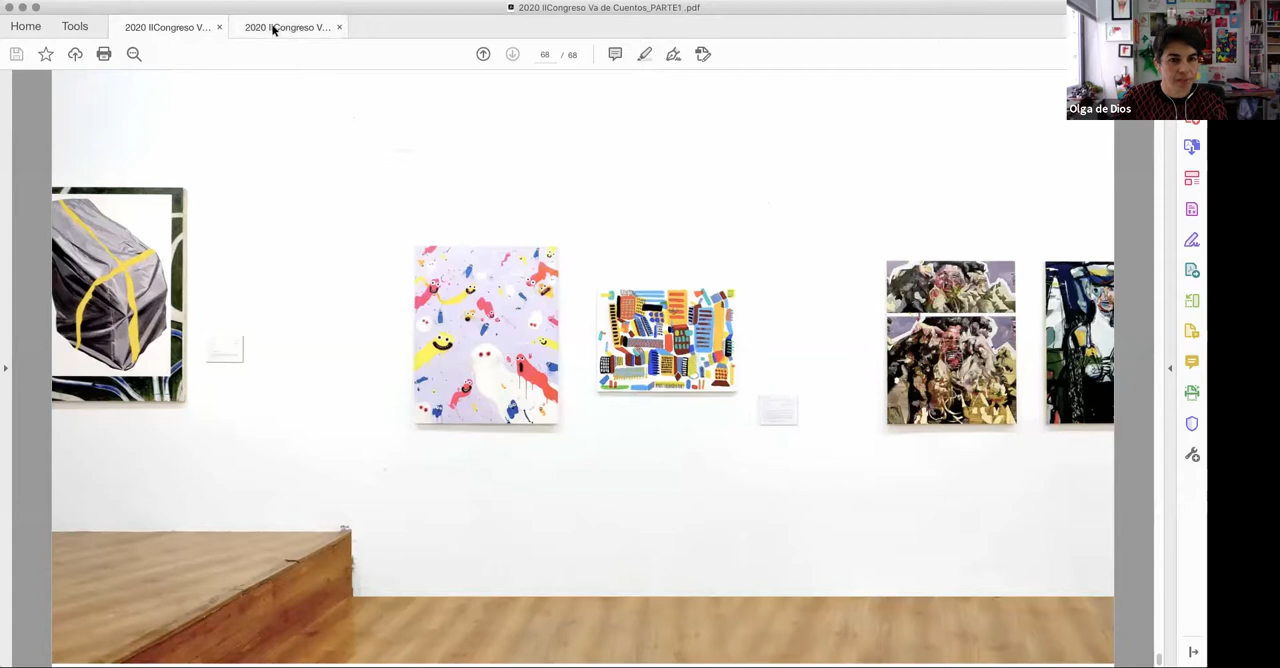 2020 IICongreso Va de Cuentos_PARTE1 .pdf
Home Tools 2020 IICongreso V... × 2020 IICongreso V... ×
68 / 68
Olga de Dios